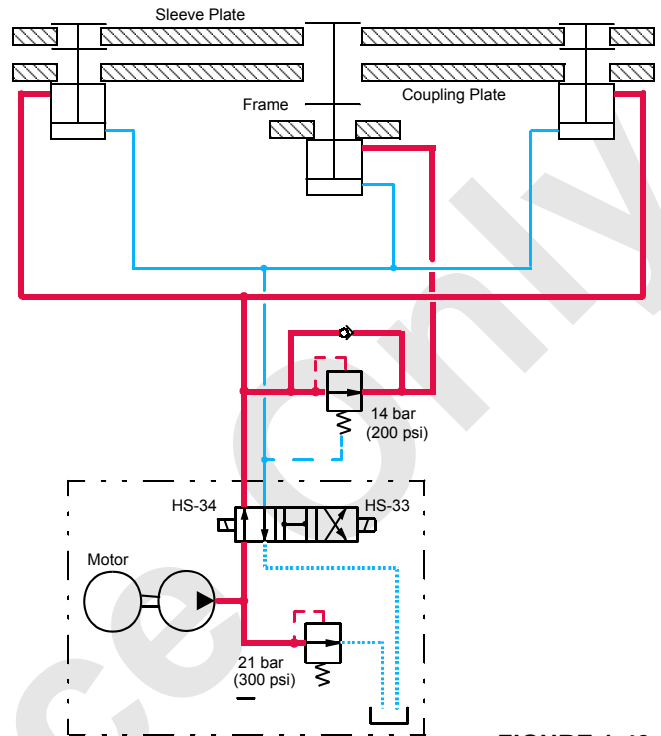 Sleeve Plate
Frame
Coupling Plate
14 bar
(200 psi)
HS-34
HS-33
Motor
21 bar
(300 psi)